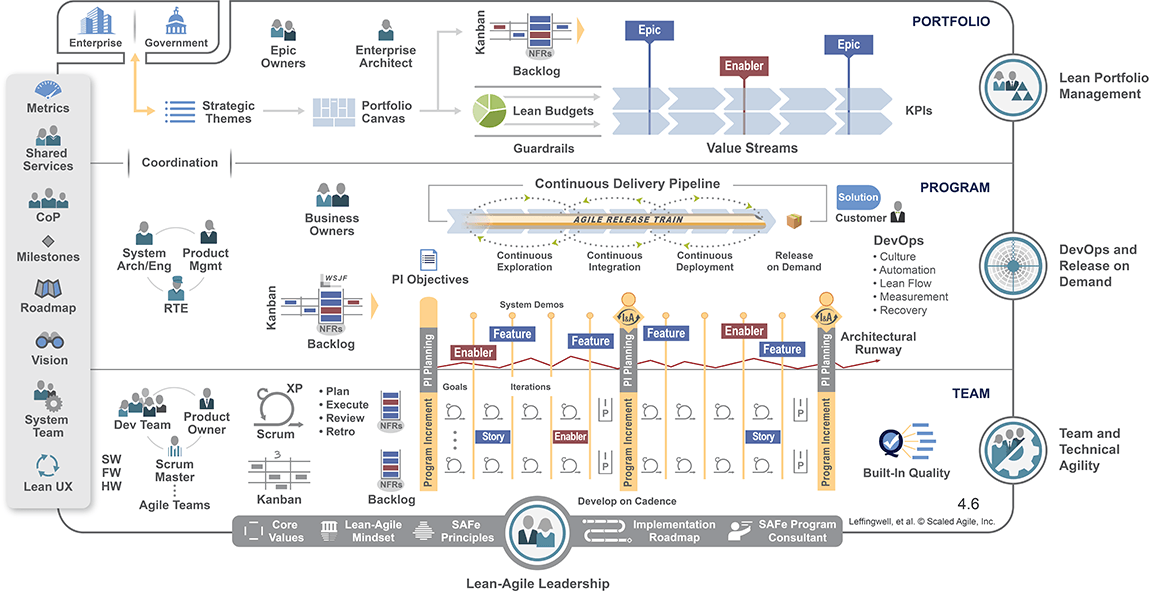 Enterprise
Government
Epic
Owners
Enterprise
Architect
Kanban
NFRs
Backlog
Epic
Enabler
Epic
PORTFOLIO
Lean Portfolio
Management
Strategic
Themes
Portfolio
Canvas
Lean Budgets
Guardrails
Value Streams
KPIs
Metrics
Shared
Services
CoP
Milestones
Roadmap
Vision
System
Team
Lean UX
Coordination
Business
Owners
Continuous Delivery Pipeline
AGILE RELEASE TRAIN
Continuous
Exploration
Continuous
Integration
Continuous
Deployment
Release
on Demand
Solution
Customer
PROGRAM
DevOps
• Culture
• Automation
• Lean Flow
• Measurement
• Recovery
DevOps and
Release on
Demand
System
Arch/Eng
Product
Mgmt
RTE
Kanban
WSJF
NFRs
Backlog
PI Objectives
System Demos
I&A
I&A
Enabler
Feature
Feature
Feature
Enabler
Feature
Architectural
Runway
PI Planning
PI Planning
PI Planning
TEAM
Dev Team
Product
Owner
Scrum
Master
Agile Teams
SW
FW
HW
XP
Scrum
3
Kanban
• Plan
• Execute
• Review
• Retro
NFRs
NFRs
Backlog
Goals
Iterations
Program Increment
Program Increment
Program Increment
I P
I P
I P
I P
Story
Enabler
Story
Develop on Cadence
Built-In Quality
Team and
Technical
Agility
4.6
Leffingwell, et al. © Scaled Agile, Inc.
Core
Values
Lean-Agile
Mindset
SAFe
Principles
Implementation
Roadmap
SAFe Program
Consultant
Lean-Agile Leadership